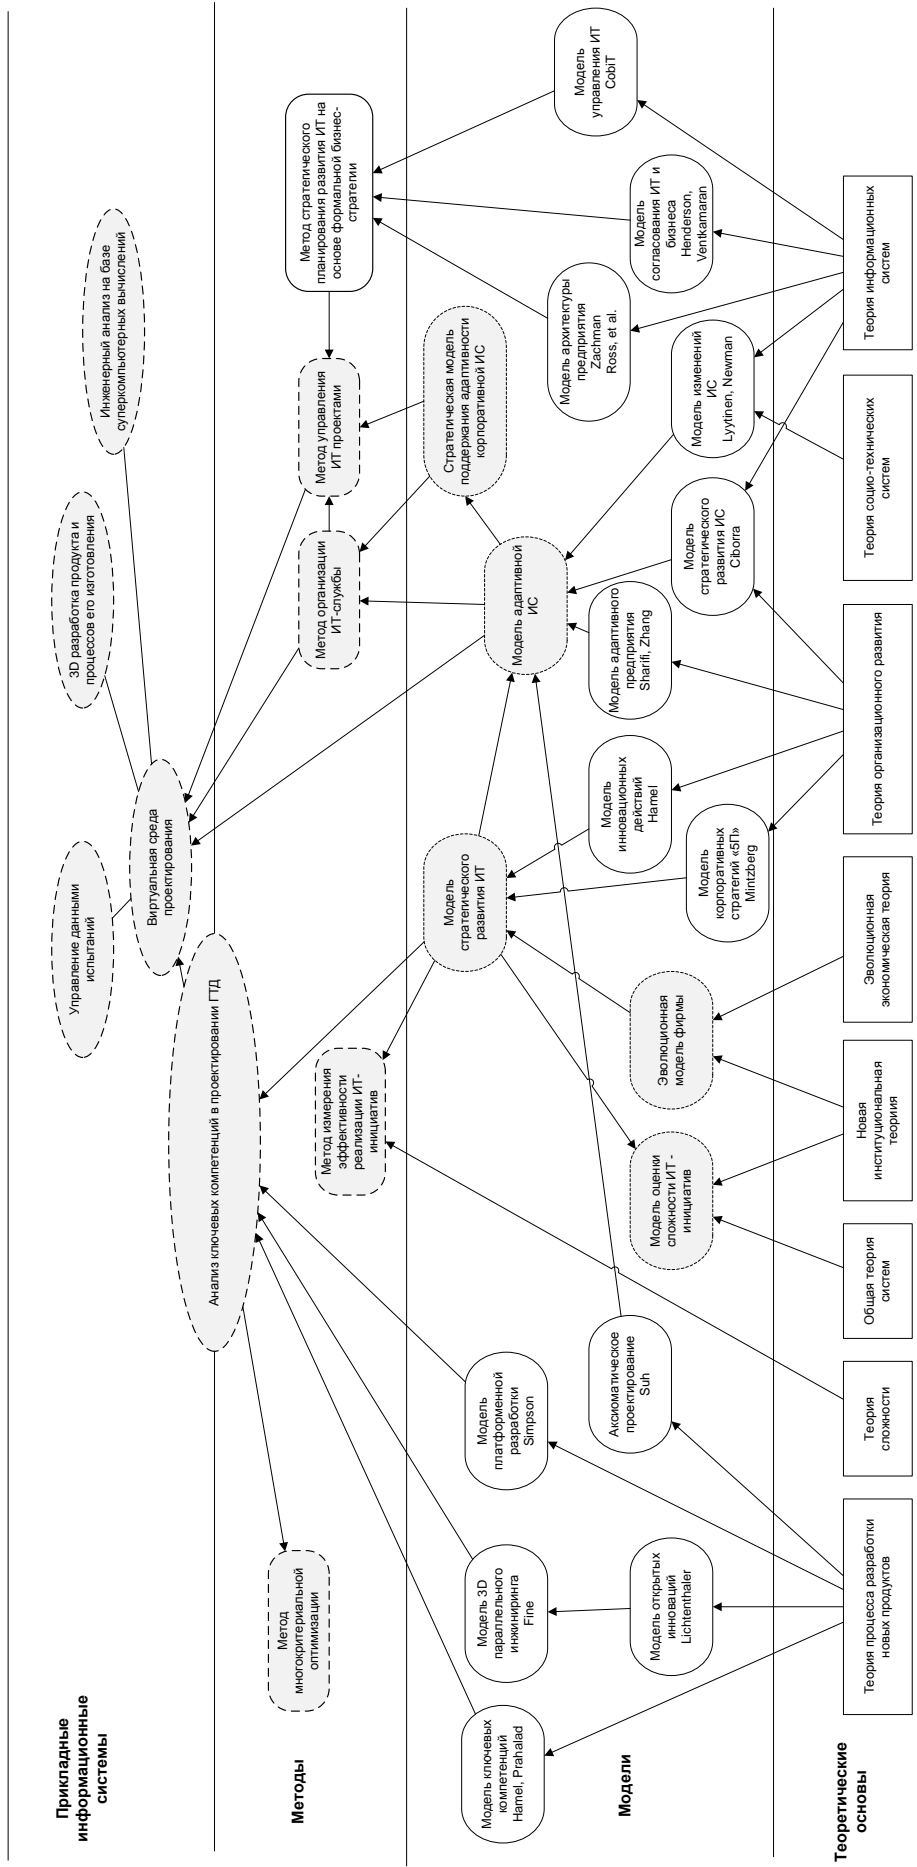 Прикладные
информационные
системы
Управление данными
испытаний
3D разработка продукта и
процессов его изготовления
Инженерный анализ на базе
суперкомпьютерных вычислений
Виртуальная среда
проектирования
Анализ ключевых компетенций в проектировании ГТД
Методы
Метод
многокритериальной
оптимизации
Метод измерения
эффективности
реализации ИТ-
инициатив
Метод организации
ИТ-службы
Метод управления
ИТ проектами
Метод стратегического
планирования развития ИТ на
основе формальной бизнес-
стратегии
Модели
Модель ключевых
компетенций
Hamel, Prahalad
Модель 3D
параллельного
инжиниринга
Fine
Модель
платформенной
разработки
Simpson
Модель
стратегического
развития ИТ
Модель адаптивной
ИС
Стратегическая модель
поддержания адаптивности
корпоративной ИС
Модель открытых
инноваций
Lichtenthaler
Аксиоматическое
проектирование
Suh
Модель оценки
сложности ИТ -
инициатив
Эволюционная
модель фирмы
Модель
корпоративных
стратегий «5П»
Mintzberg
Модель
инновационных
действий
Hamel
Модель адаптивного
предприятия
Sharifi, Zhang
Модель
стратегического
развития ИС
Ciborra
Модель изменений
ИС
Lyytinen, Newman
Модель архитектуры
предприятия
Zachman
Ross, et al.
Модель
согласования ИТ и
бизнеса
Henderson,
Ventkamaran
Модель
управления ИТ
CobiT
Теоретические
основы
Теория процесса разработки
новых продуктов
Теория
сложности
Общая теория
систем
Новая
институциональная
теориия
Эволюционная
экономическая теория
Теория организационного развития
Теория социо-технических
систем
Теория информационных
систем